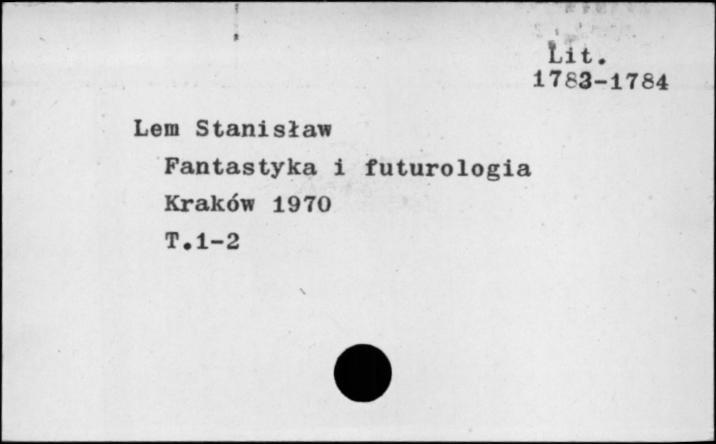 Lit.
1783-1784
Lem Stanisław
Fantastyka i futurologia
Kraków 1970
T.1-2